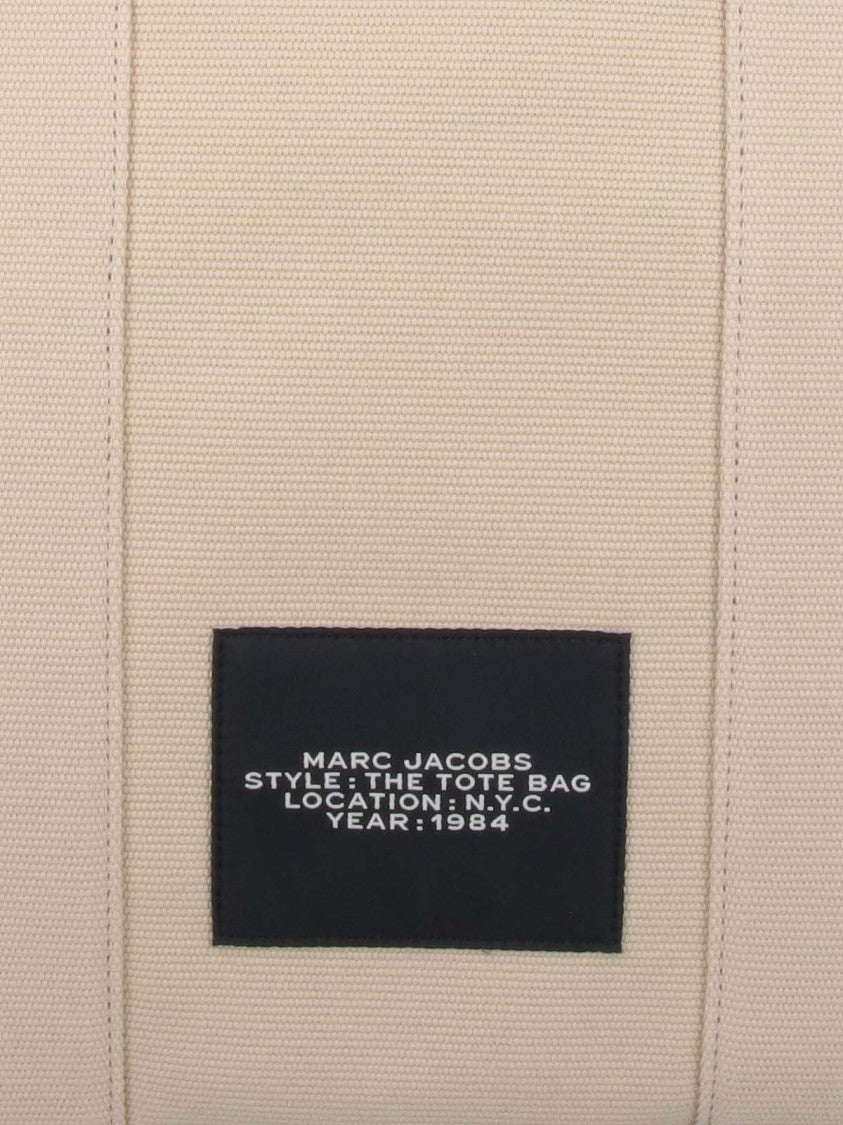 MARC JACOBS
STYLE : THE TOTE BAG
LOCATION : N.Y.C.
YEAR : 1984